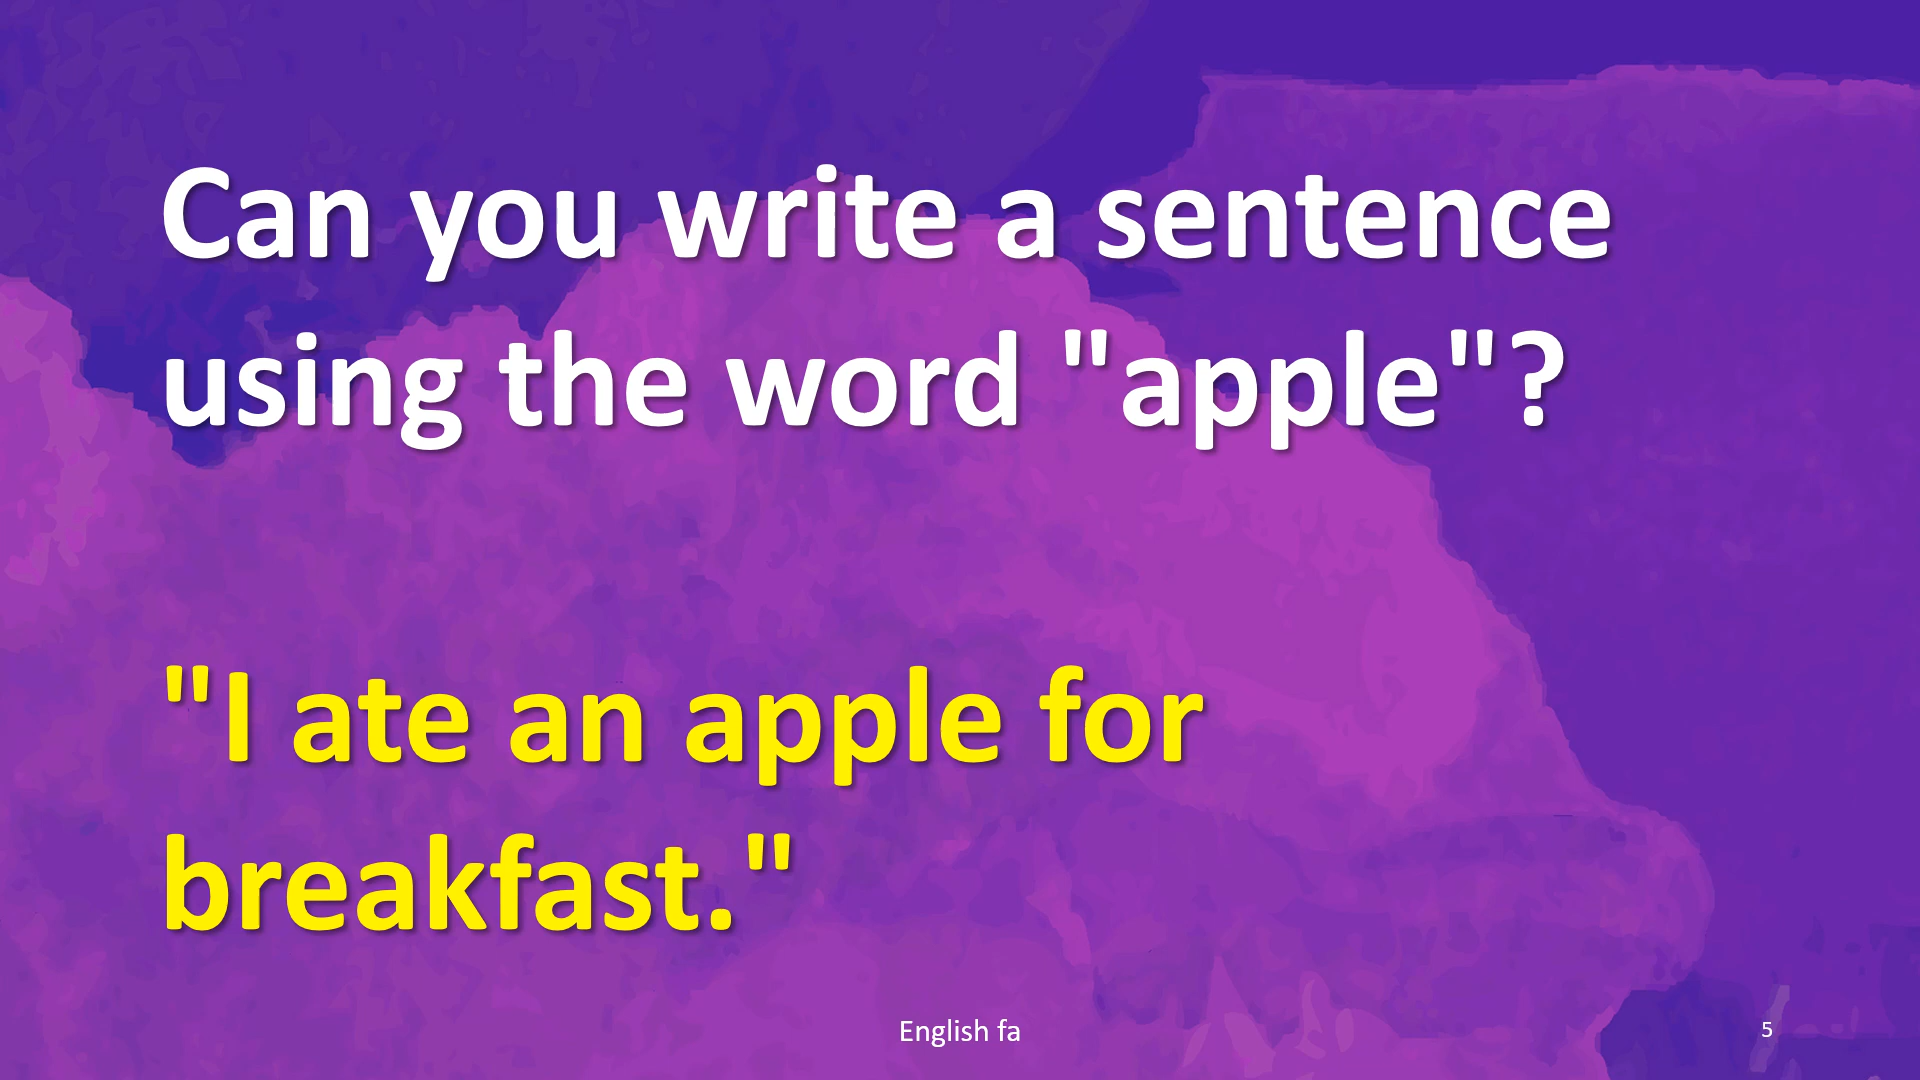 Can you write a sentence
using the word "apple"?
"I ate an apple for
breakfast."
English fa
5